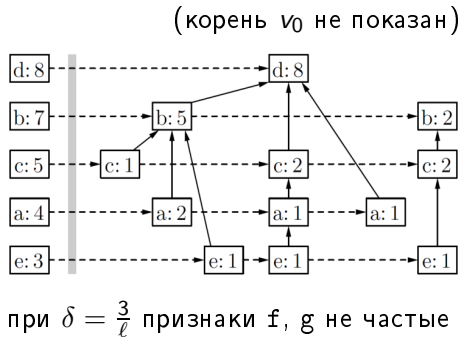 (корень v₀ не показан)
d: 8 d: 8
b: 7 b: 5 b: 2
c: 5 c: 1 c: 2 c: 2
a: 4 a: 2 a: 1 a: 1
e: 3 e: 1 e: 1 e: 1
при δ = 3/ℓ признаки f, g не частые